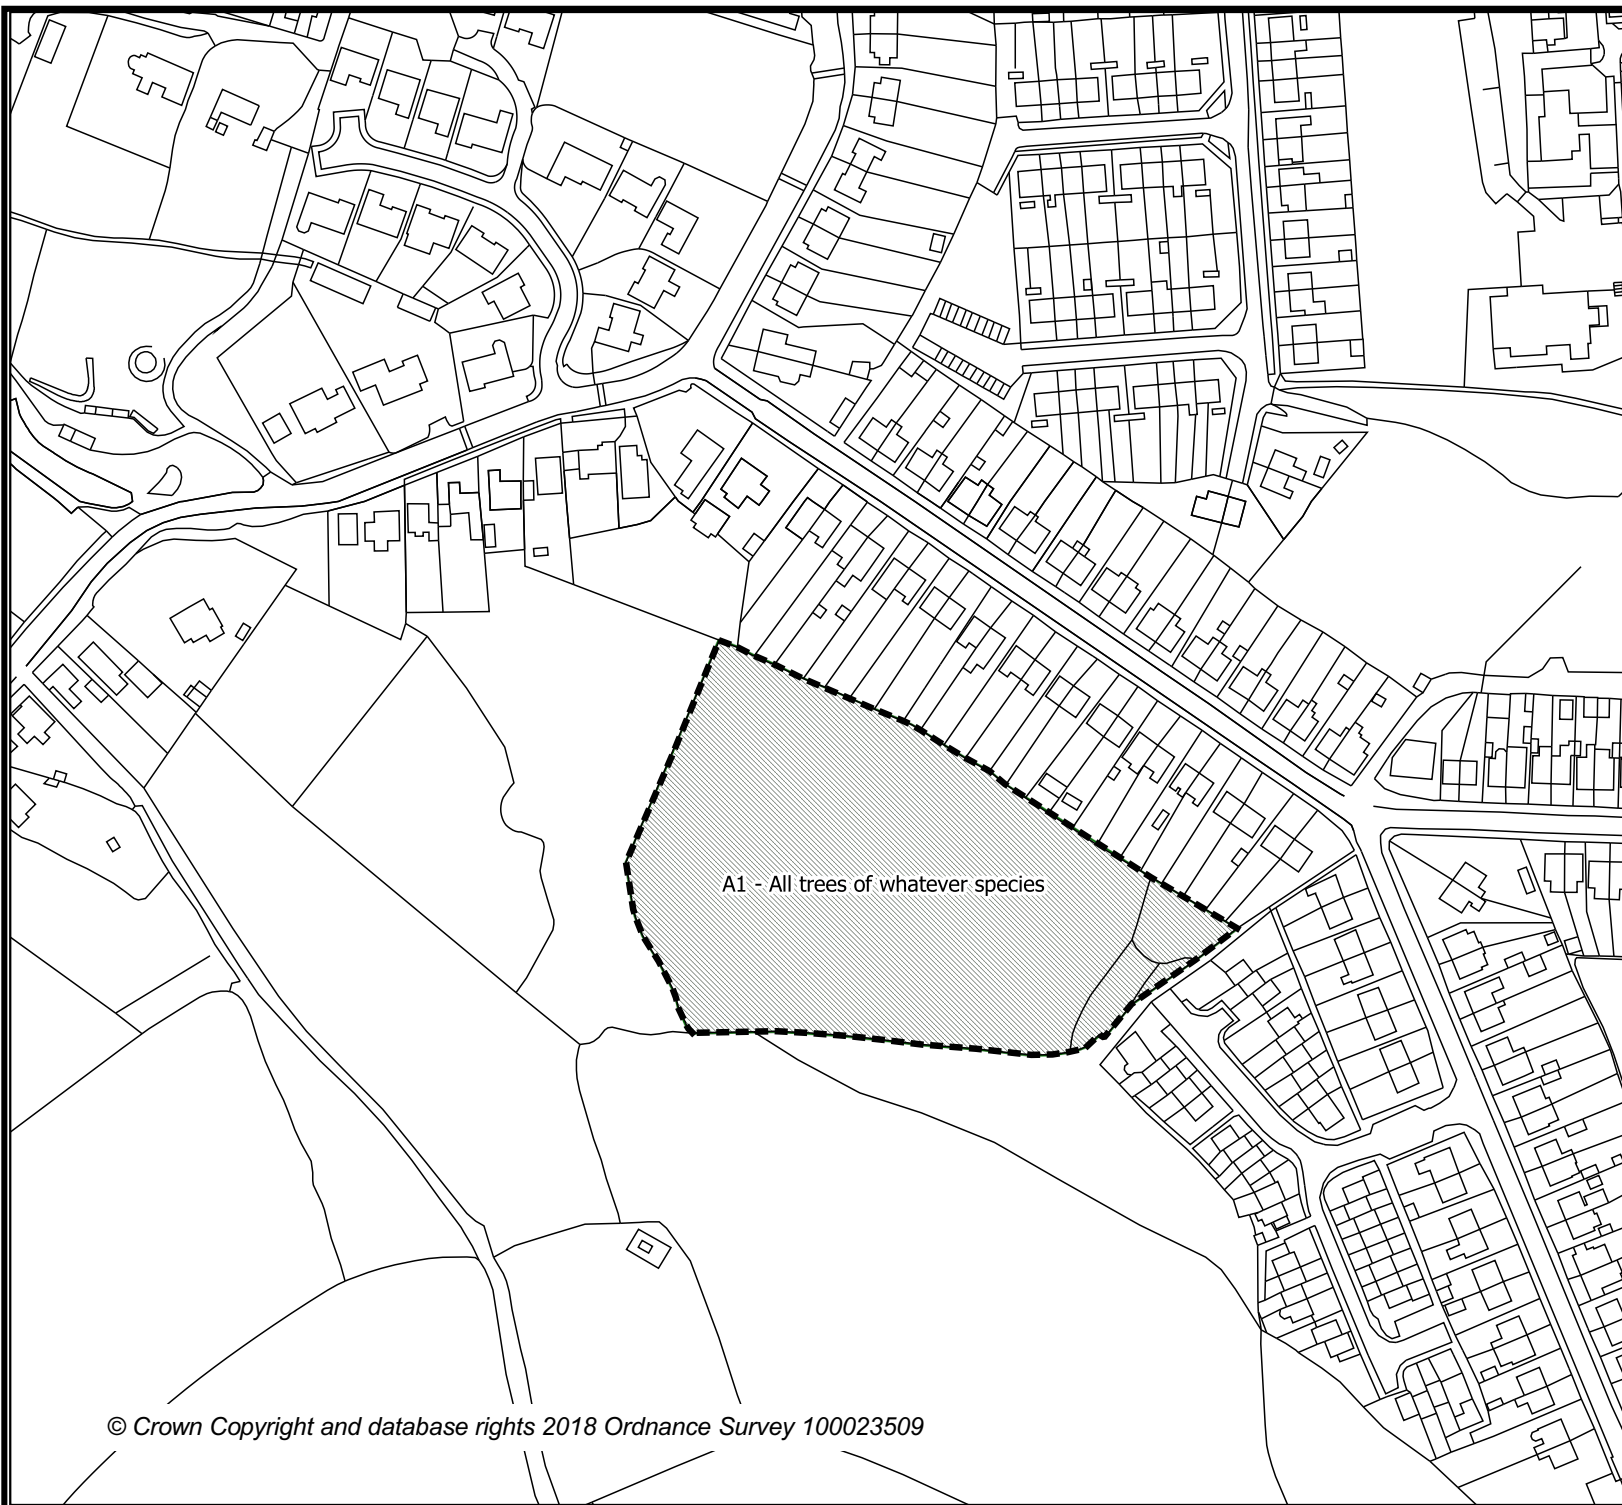 A1 - All trees of whatever species
© Crown Copyright and database rights 2018 Ordnance Survey 100023509